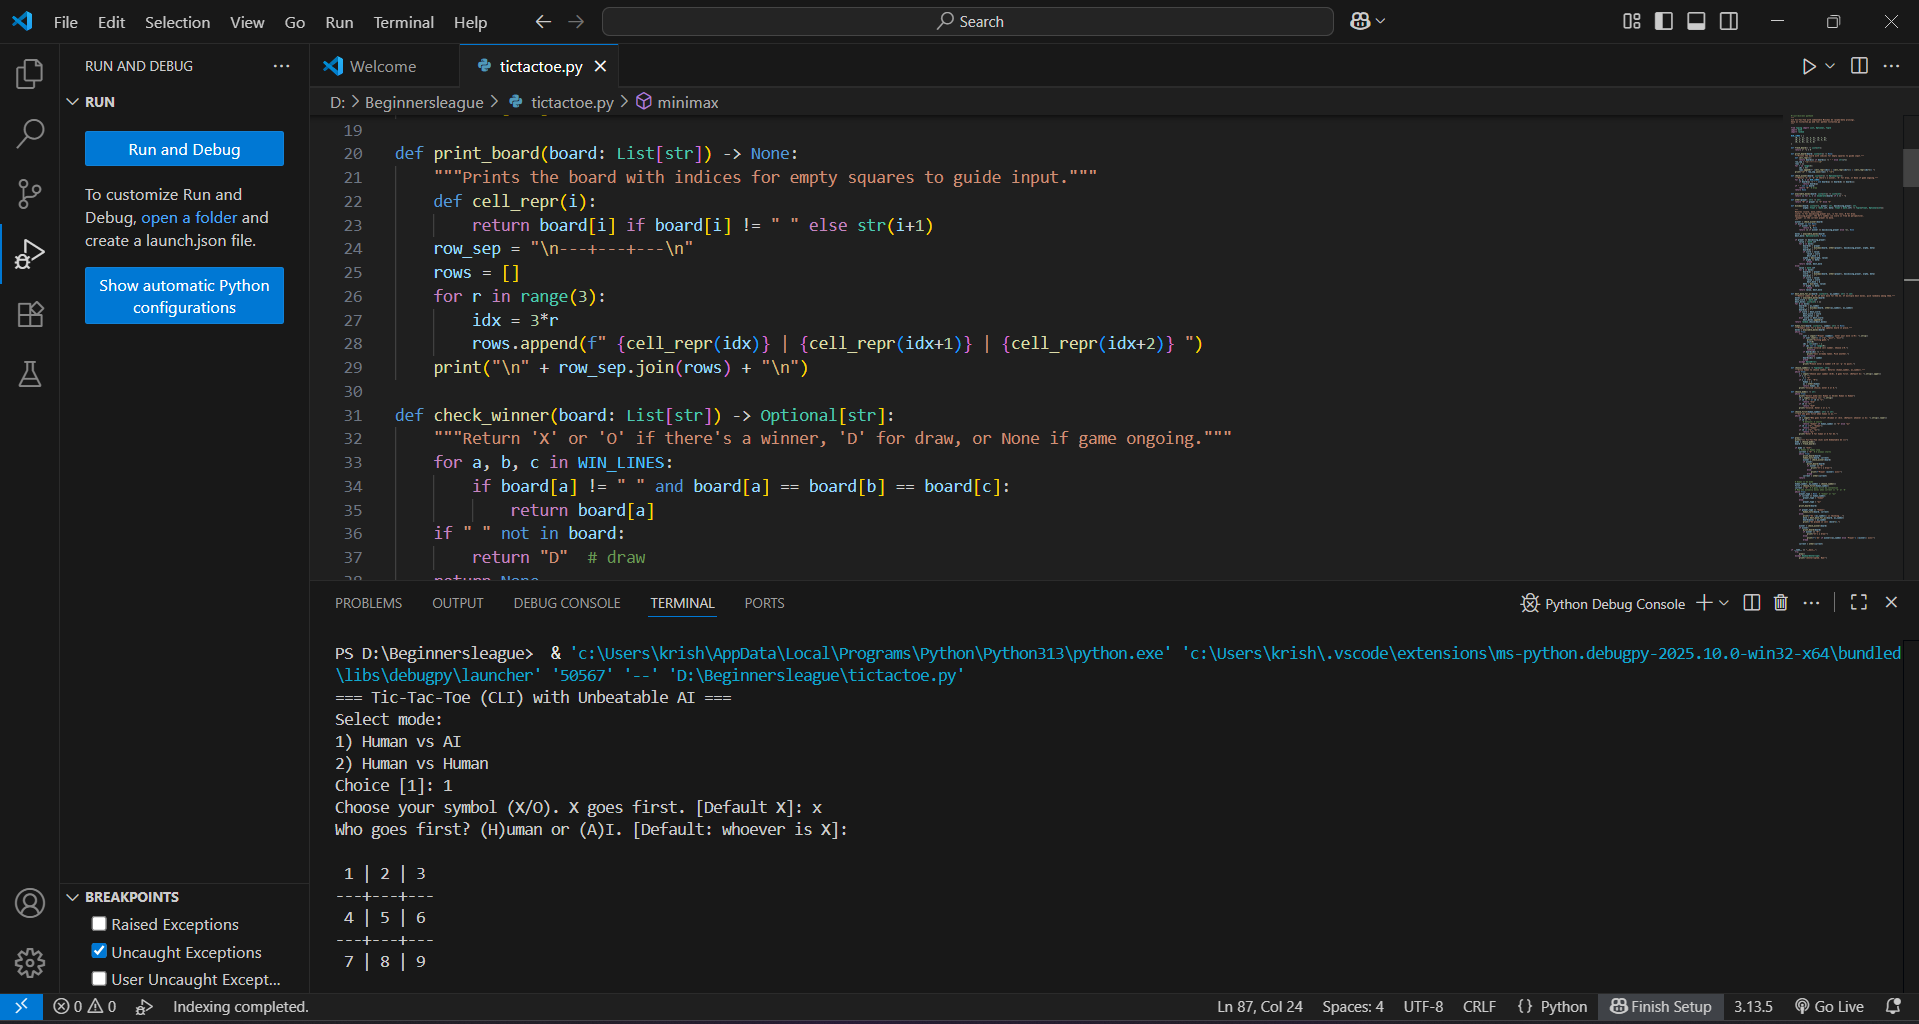 File Edit Selection View Go Run Terminal Help
Search
RUN AND DEBUG
RUN
Run and Debug
To customize Run and
Debug, open a folder and
create a launch.json file.
Show automatic Python
configurations
BREAKPOINTS
Raised Exceptions
Uncaught Exceptions
User Uncaught Except...
Welcome tictactoe.py
D: > Beginnersleague > tictactoe.py > minimax
19
20 def print_board(board: List[str]) -> None:
21 """Prints the board with indices for empty squares to guide input."""
22 def cell_repr(i):
23 return board[i] if board[i] != " " else str(i+1)
24 row_sep = "\n---+---+---\n"
25 rows = []
26 for r in range(3):
27 idx = 3*r
28 rows.append(f" {cell_repr(idx)} | {cell_repr(idx+1)} | {cell_repr(idx+2)} ")
29 print("\n" + row_sep.join(rows) + "\n")
30
31 def check_winner(board: List[str]) -> Optional[str]:
32 """Return 'X' or 'O' if there's a winner, 'D' for draw, or None if game ongoing."""
33 for a, b, c in WIN_LINES:
34 if board[a] != " " and board[a] == board[b] == board[c]:
35 return board[a]
36 if " " not in board:
37 return "D" # draw
38 return None
PROBLEMS OUTPUT DEBUG CONSOLE TERMINAL PORTS
Python Debug Console
PS D:\Beginnersleague> & 'c:\Users\krish\AppData\Local\Programs\Python\Python313\python.exe' 'c:\Users\krish\.vscode\extensions\ms-python.debugpy-2025.10.0-win32-x64\bundled
\libs\debugpy\launcher' '50567' '--' 'D:\Beginnersleague\tictactoe.py'
=== Tic-Tac-Toe (CLI) with Unbeatable AI ===
Select mode:
1) Human vs AI
2) Human vs Human
Choice [1]: 1
Choose your symbol (X/O). X goes first. [Default X]: x
Who goes first? (H)uman or (A)I. [Default: whoever is X]:
1 | 2 | 3
---+---+---
4 | 5 | 6
---+---+---
7 | 8 | 9
0 0 Indexing completed. Ln 87, Col 24 Spaces: 4 UTF-8 CRLF {} Python Finish Setup 3.13.5 Go Live